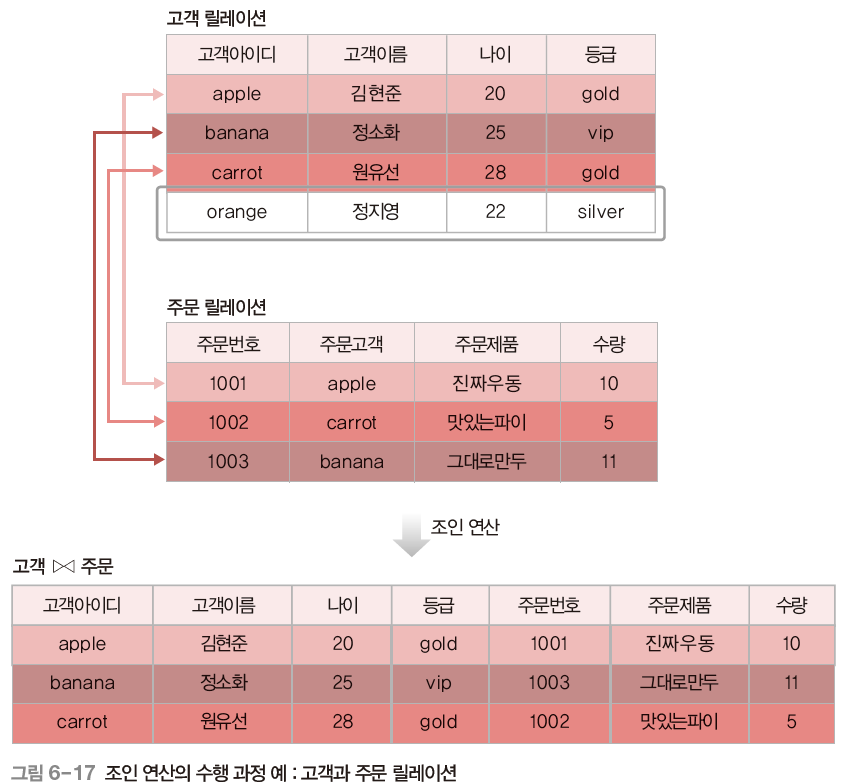 고객 릴레이션
고객아이디 고객이름 나이 등급
apple 김현준 20 gold
banana 정소화 25 vip
carrot 원유선 28 gold
orange 정지영 22 silver
주문 릴레이션
주문번호 주문고객 주문제품 수량
1001 apple 진짜우동 10
1002 carrot 맛있는파이 5
1003 banana 그대로만두 11
조인 연산
고객 ⋈ 주문
고객아이디 고객이름 나이 등급 주문번호 주문제품 수량
apple 김현준 20 gold 1001 진짜우동 10
banana 정소화 25 vip 1003 그대로만두 11
carrot 원유선 28 gold 1002 맛있는파이 5
그림 6-17 조인 연산의 수행 과정 예 : 고객과 주문 릴레이션